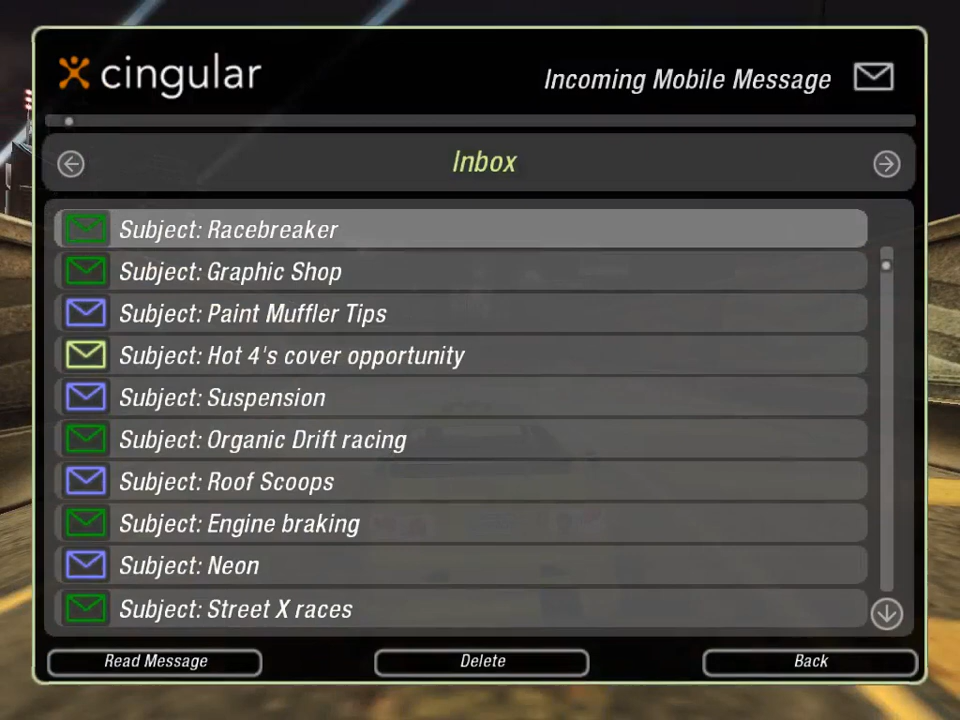 cingular
Incoming Mobile Message
Inbox
Subject: Racebreaker
Subject: Graphic Shop
Subject: Paint Muffler Tips
Subject: Hot 4's cover opportunity
Subject: Suspension
Subject: Organic Drift racing
Subject: Roof Scoops
Subject: Engine braking
Subject: Neon
Subject: Street X races
Read Message
Delete
Back